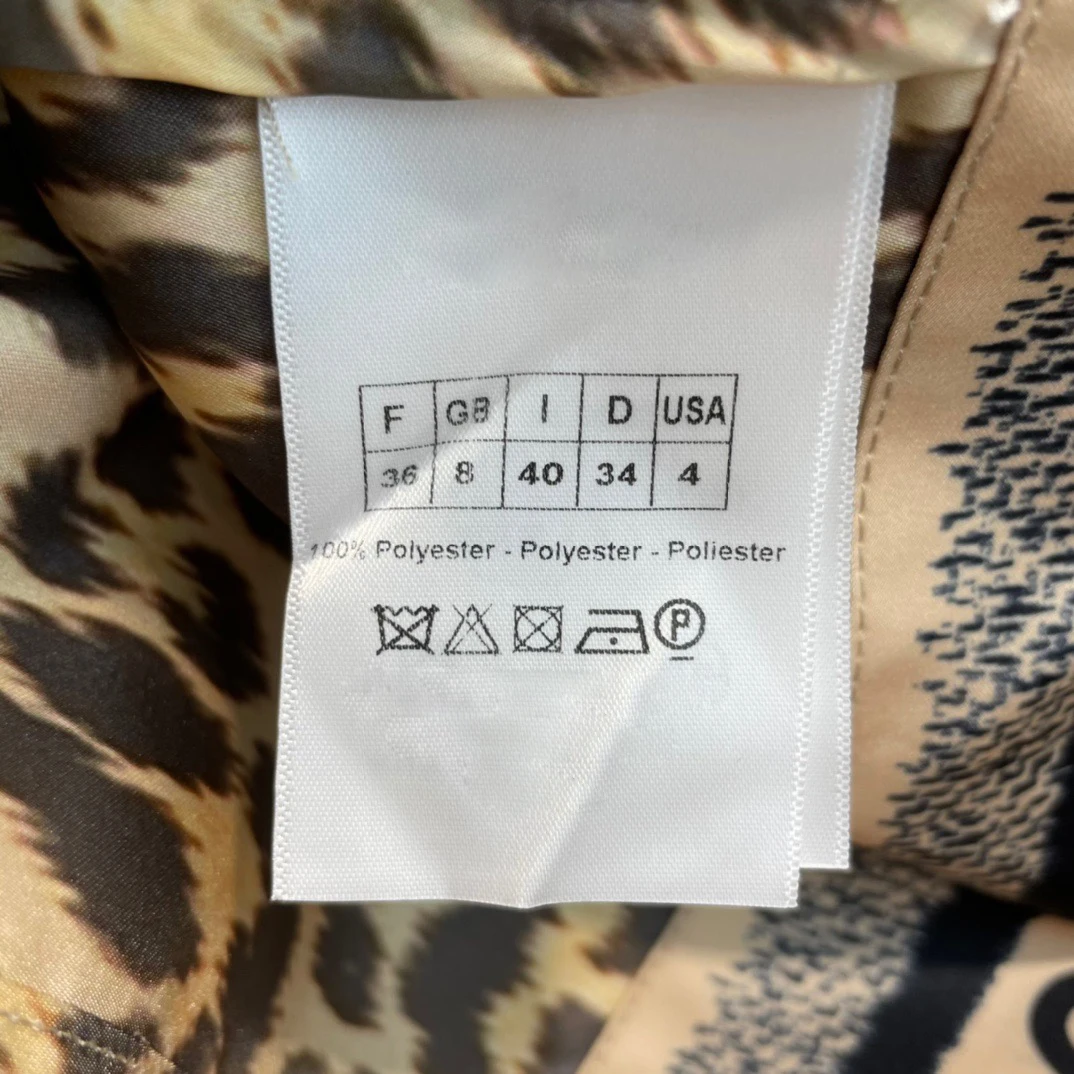 F GB I D USA
36 8 40 34 4
100% Polyester - Polyester - Poliester
P